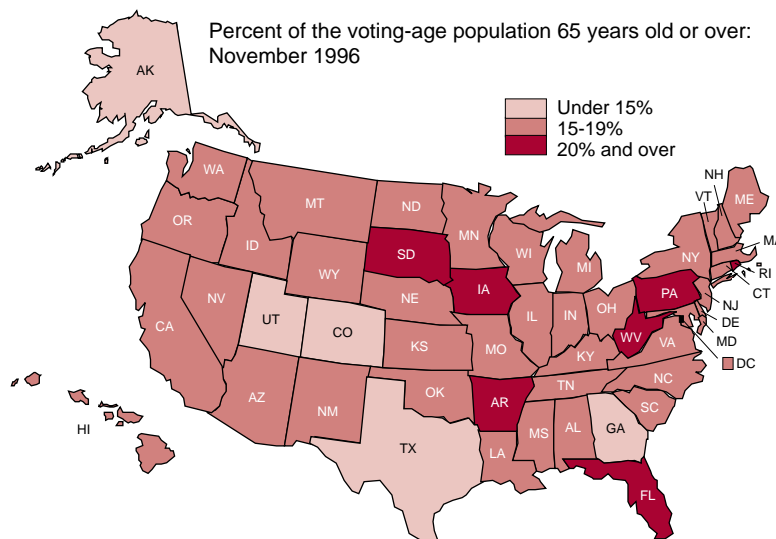 Percent of the voting-age population 65 years old or over:
November 1996
AK
Under 15%
15-19%
20% and over
NH
VT
WA
ME
MT
ND
MN
OR
MA
ID
WI
NY
SD
MI
RI
WY
CT
IA
PA
NE
NV
NJ
OH
UT
IL
IN
DE
CO
CA
WV
MD
VA
KS
MO
KY
DC
NC
TN
OK
AZ
NM
AR
SC
HI
MS
AL
GA
TX
LA
FL